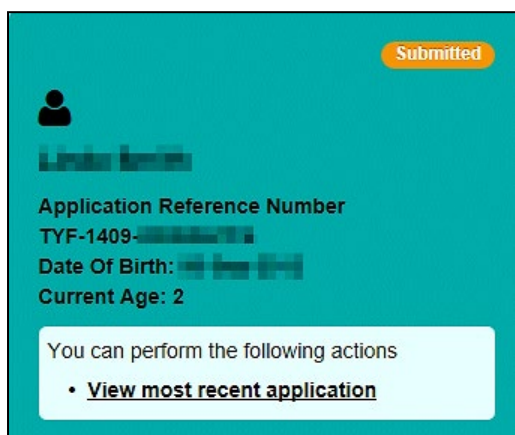 Submitted
Application Reference Number
TYF-1409-
Date Of Birth:
Current Age: 2
You can perform the following actions
• View most recent application